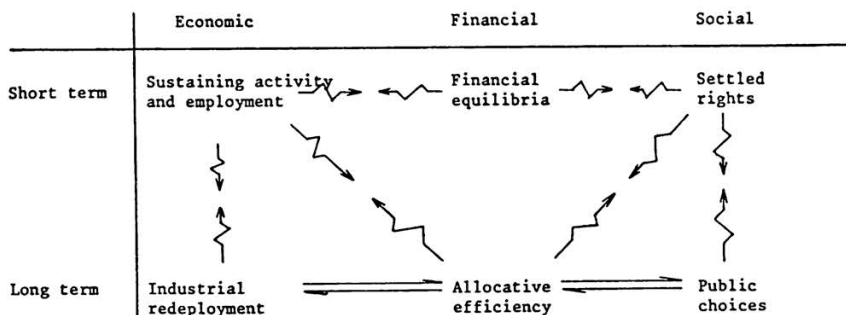 Economic Financial Social
Short term Sustaining activity and employment Financial equilibria Settled rights
Long term Industrial redeployment Allocative efficiency Public choices